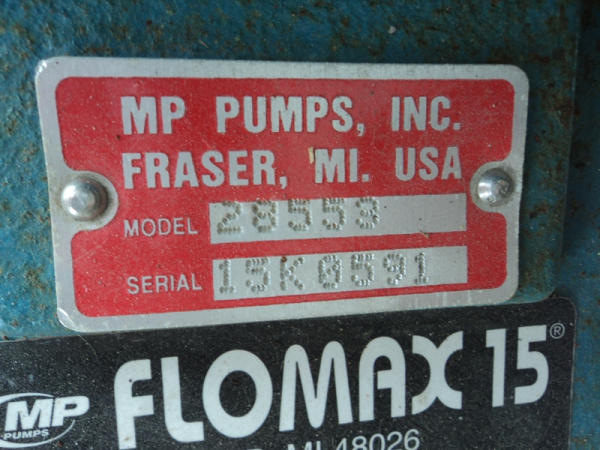 MP PUMPS, INC.
FRASER, MI. USA
MODEL 28553
SERIAL 15K0591
MP
PUMPS
FLOMAX 15®
MI 48026